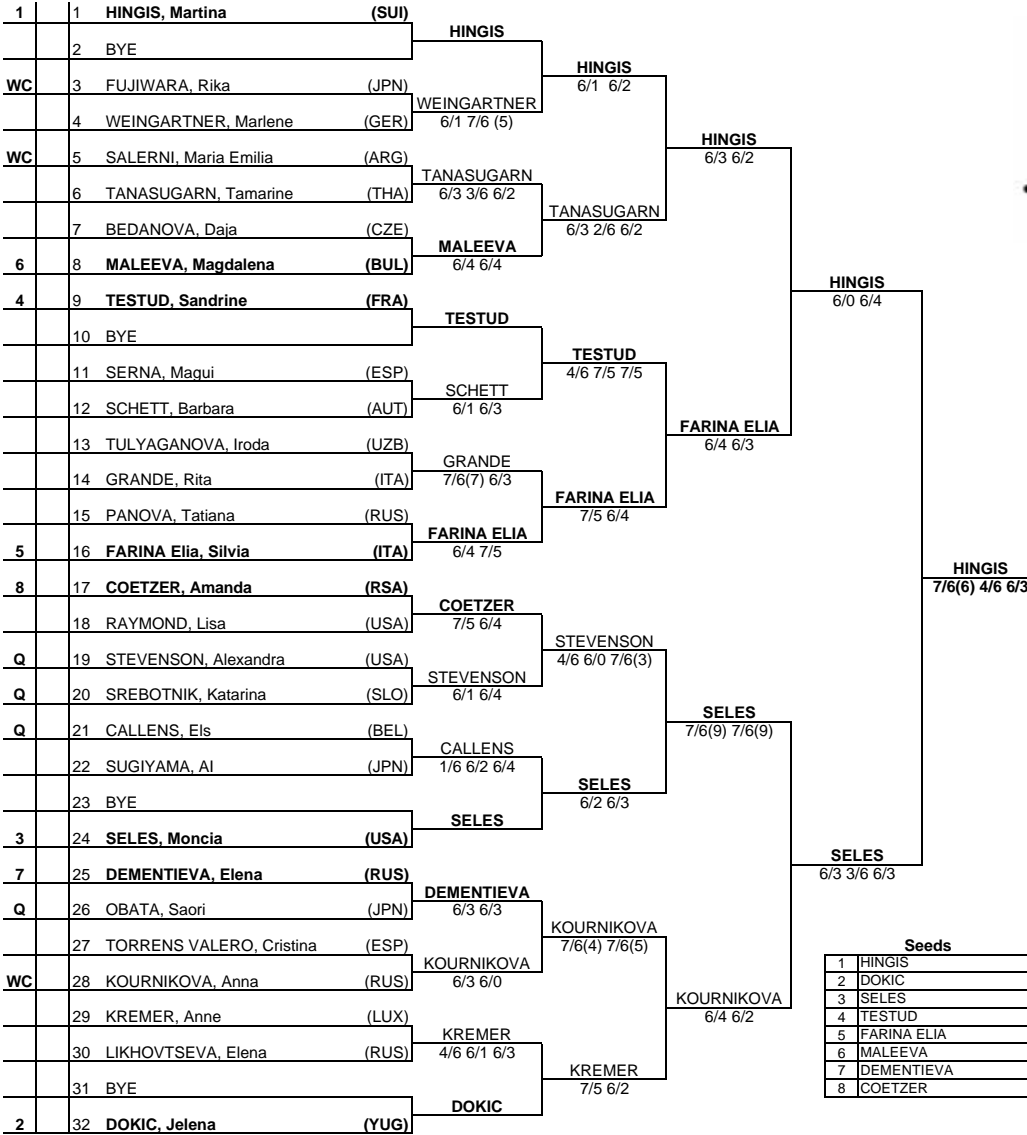 1 1 HINGIS, Martina (SUI)
HINGIS
2 BYE
HINGIS
6/1 6/2
WC 3 FUJIWARA, Rika (JPN)
WEINGARTNER
6/1 7/6 (5)
4 WEINGARTNER, Marlene (GER)
HINGIS
6/3 6/2
WC 5 SALERNI, Maria Emilia (ARG)
TANASUGARN
6/3 3/6 6/2
6 TANASUGARN, Tamarine (THA)
TANASUGARN
6/3 2/6 6/2
7 BEDANOVA, Daja (CZE)
MALEEVA
6/4 6/4
6 8 MALEEVA, Magdalena (BUL)
HINGIS
6/0 6/4
4 9 TESTUD, Sandrine (FRA)
TESTUD
10 BYE
TESTUD
4/6 7/5 7/5
11 SERNA, Magui (ESP)
SCHETT
6/1 6/3
12 SCHETT, Barbara (AUT)
FARINA ELIA
6/4 6/3
13 TULYAGANOVA, Iroda (UZB)
GRANDE
7/6(7) 6/3
14 GRANDE, Rita (ITA)
FARINA ELIA
7/5 6/4
15 PANOVA, Tatiana (RUS)
FARINA ELIA
6/4 7/5
5 16 FARINA Elia, Silvia (ITA)
HINGIS
7/6(6) 4/6 6/3
8 17 COETZER, Amanda (RSA)
COETZER
7/5 6/4
18 RAYMOND, Lisa (USA)
STEVENSON
4/6 6/0 7/6(3)
Q 19 STEVENSON, Alexandra (USA)
STEVENSON
6/1 6/4
Q 20 SREBOTNIK, Katarina (SLO)
SELES
7/6(9) 7/6(9)
Q 21 CALLENS, Els (BEL)
CALLENS
1/6 6/2 6/4
22 SUGIYAMA, AI (JPN)
SELES
6/2 6/3
23 BYE
SELES
3 24 SELES, Moncia (USA)
SELES
6/3 3/6 6/3
7 25 DEMENTIEVA, Elena (RUS)
DEMENTIEVA
6/3 6/3
Q 26 OBATA, Saori (JPN)
KOURNIKOVA
7/6(4) 7/6(5)
27 TORRENS VALERO, Cristina (ESP)
KOURNIKOVA
6/3 6/0
WC 28 KOURNIKOVA, Anna (RUS)
KOURNIKOVA
6/4 6/2
29 KREMER, Anne (LUX)
KREMER
4/6 6/1 6/3
30 LIKHOVTSEVA, Elena (RUS)
KREMER
7/5 6/2
31 BYE
DOKIC
2 32 DOKIC, Jelena (YUG)
Seeds
1 HINGIS
2 DOKIC
3 SELES
4 TESTUD
5 FARINA ELIA
6 MALEEVA
7 DEMENTIEVA
8 COETZER